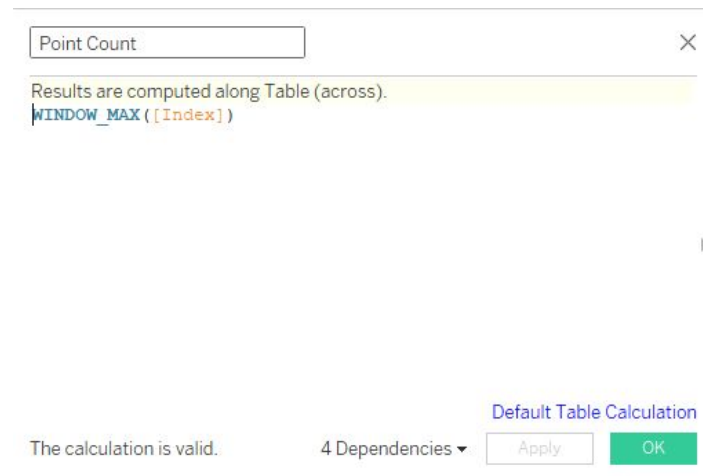 Point Count
Results are computed along Table (across).
WINDOW_MAX([Index])
Default Table Calculation
The calculation is valid. 4 Dependencies Apply OK